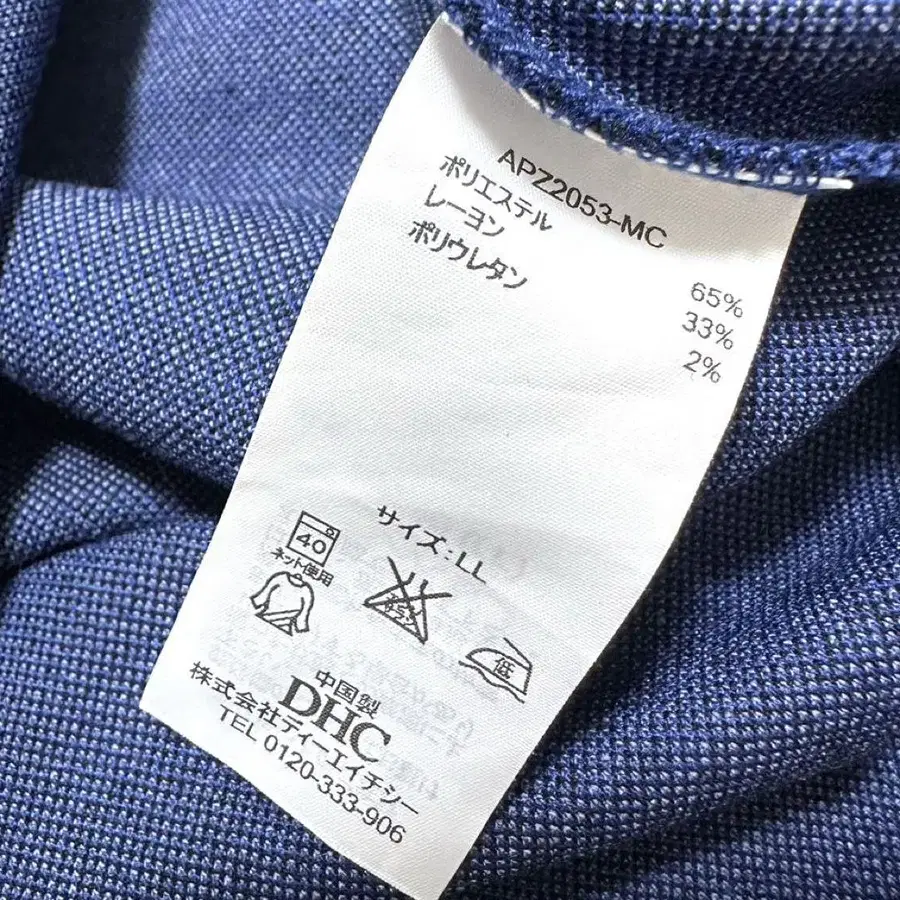 APZ2053-MC
ポリエステル 65%
レーヨン 33%
ポリウレタン 2%
サイズ:LL
40
ネット使用
低
中国製
DHC
株式会社ディーエイチシー
TEL 0120-333-906